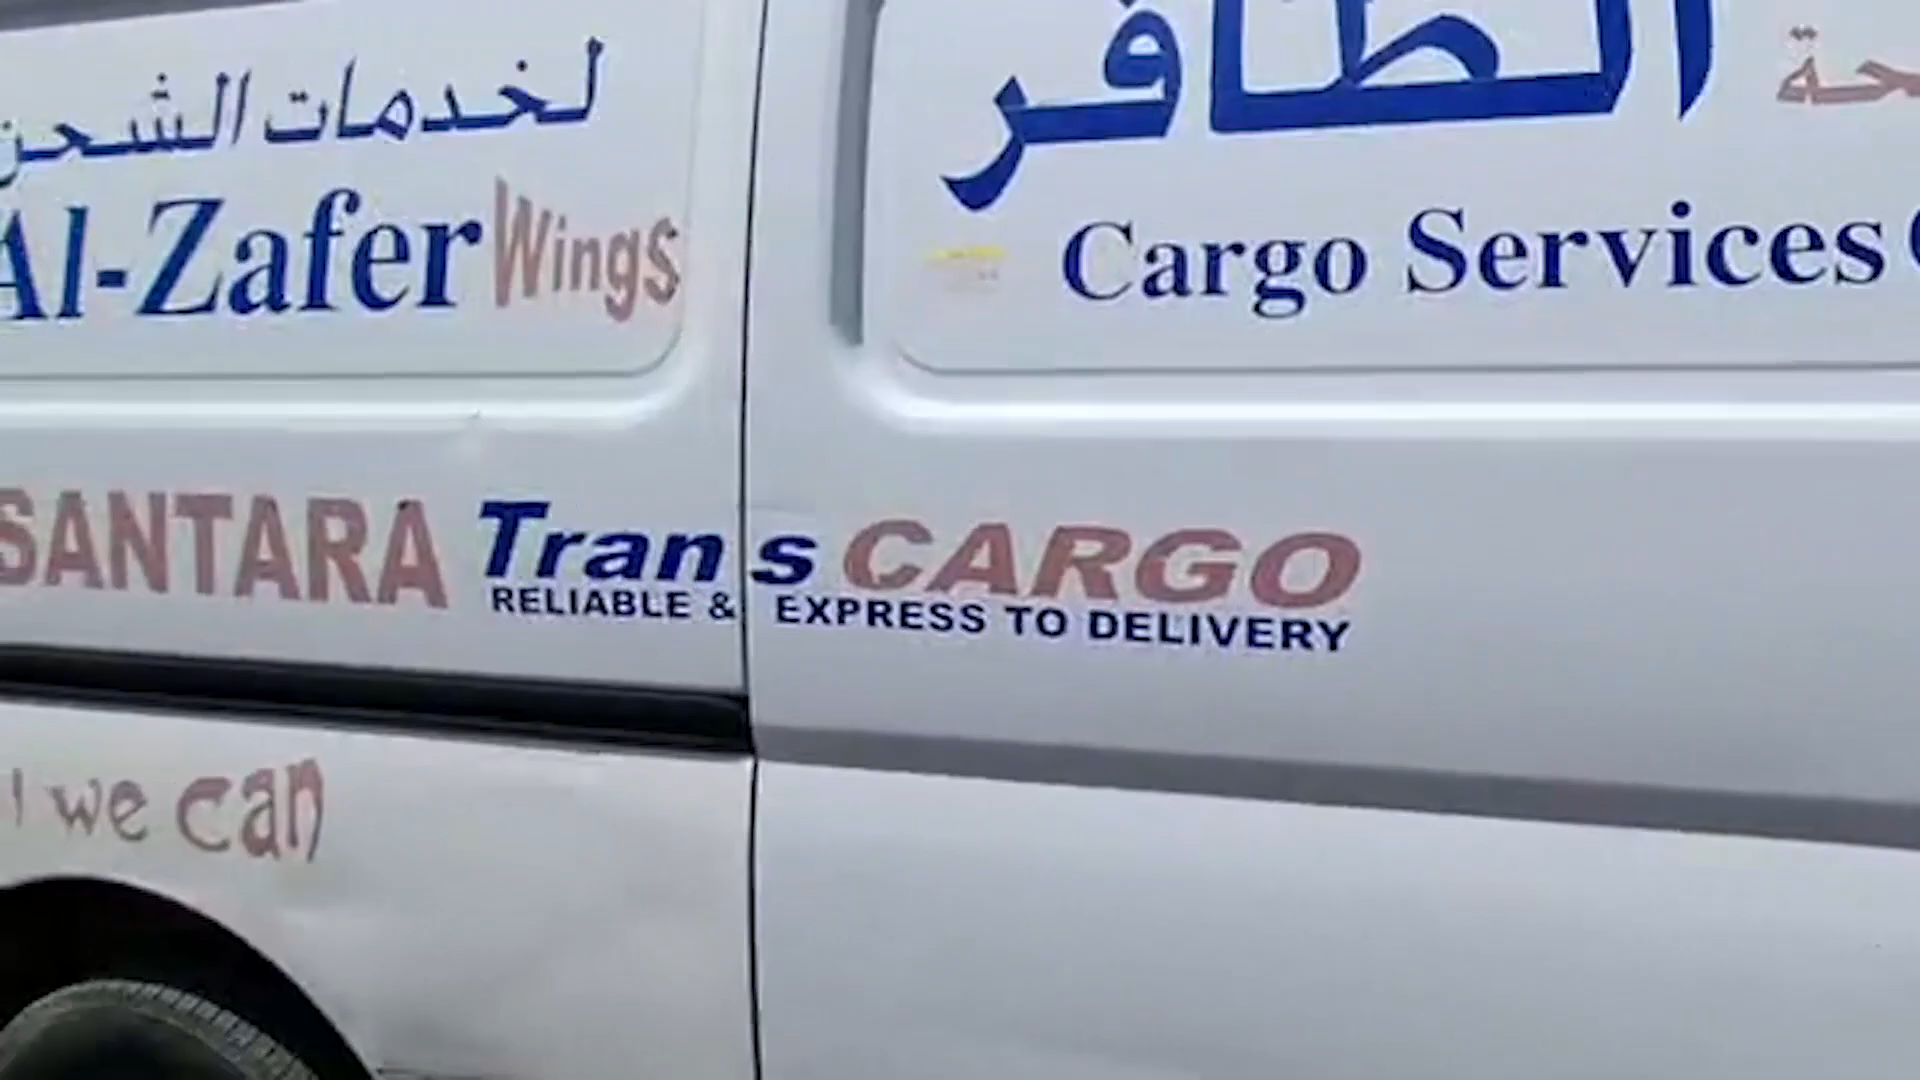 لخدمات الشحن
الظافر
Al-Zafer Wings
Cargo Services
SANTARA Trans CARGO
RELIABLE & EXPRESS TO DELIVERY
we can